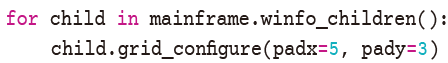 for child in mainframe.winfo_children():
    child.grid_configure(padx=5, pady=3)